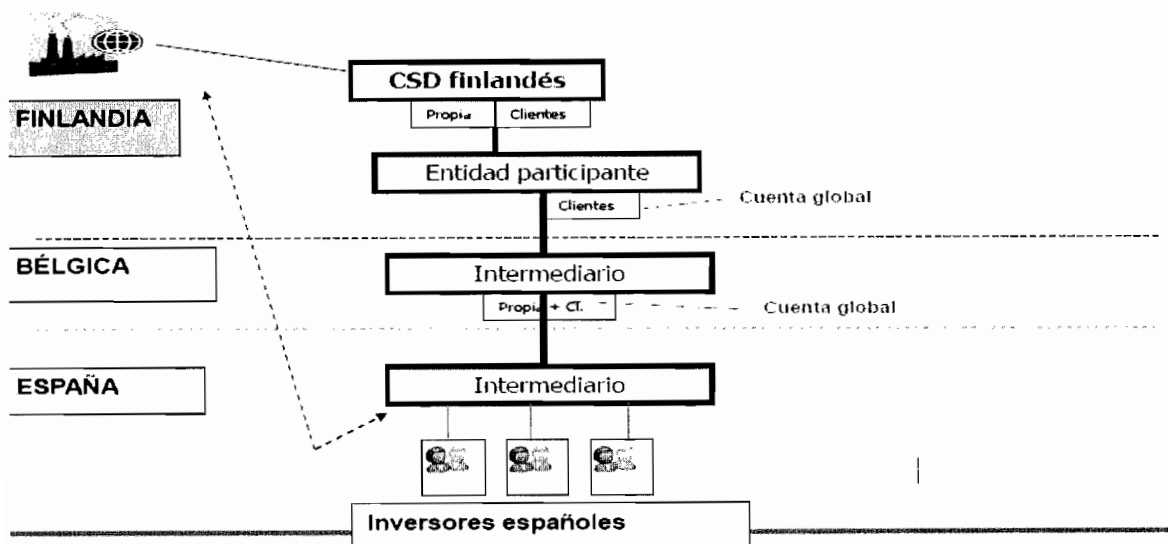 CSD finlandés
Propia Clientes
FINLANDIA
Entidad participante
Clientes
Cuenta global
BÉLGICA
Intermediario
Propia + CT.
Cuenta global
ESPAÑA
Intermediario
Inversores españoles